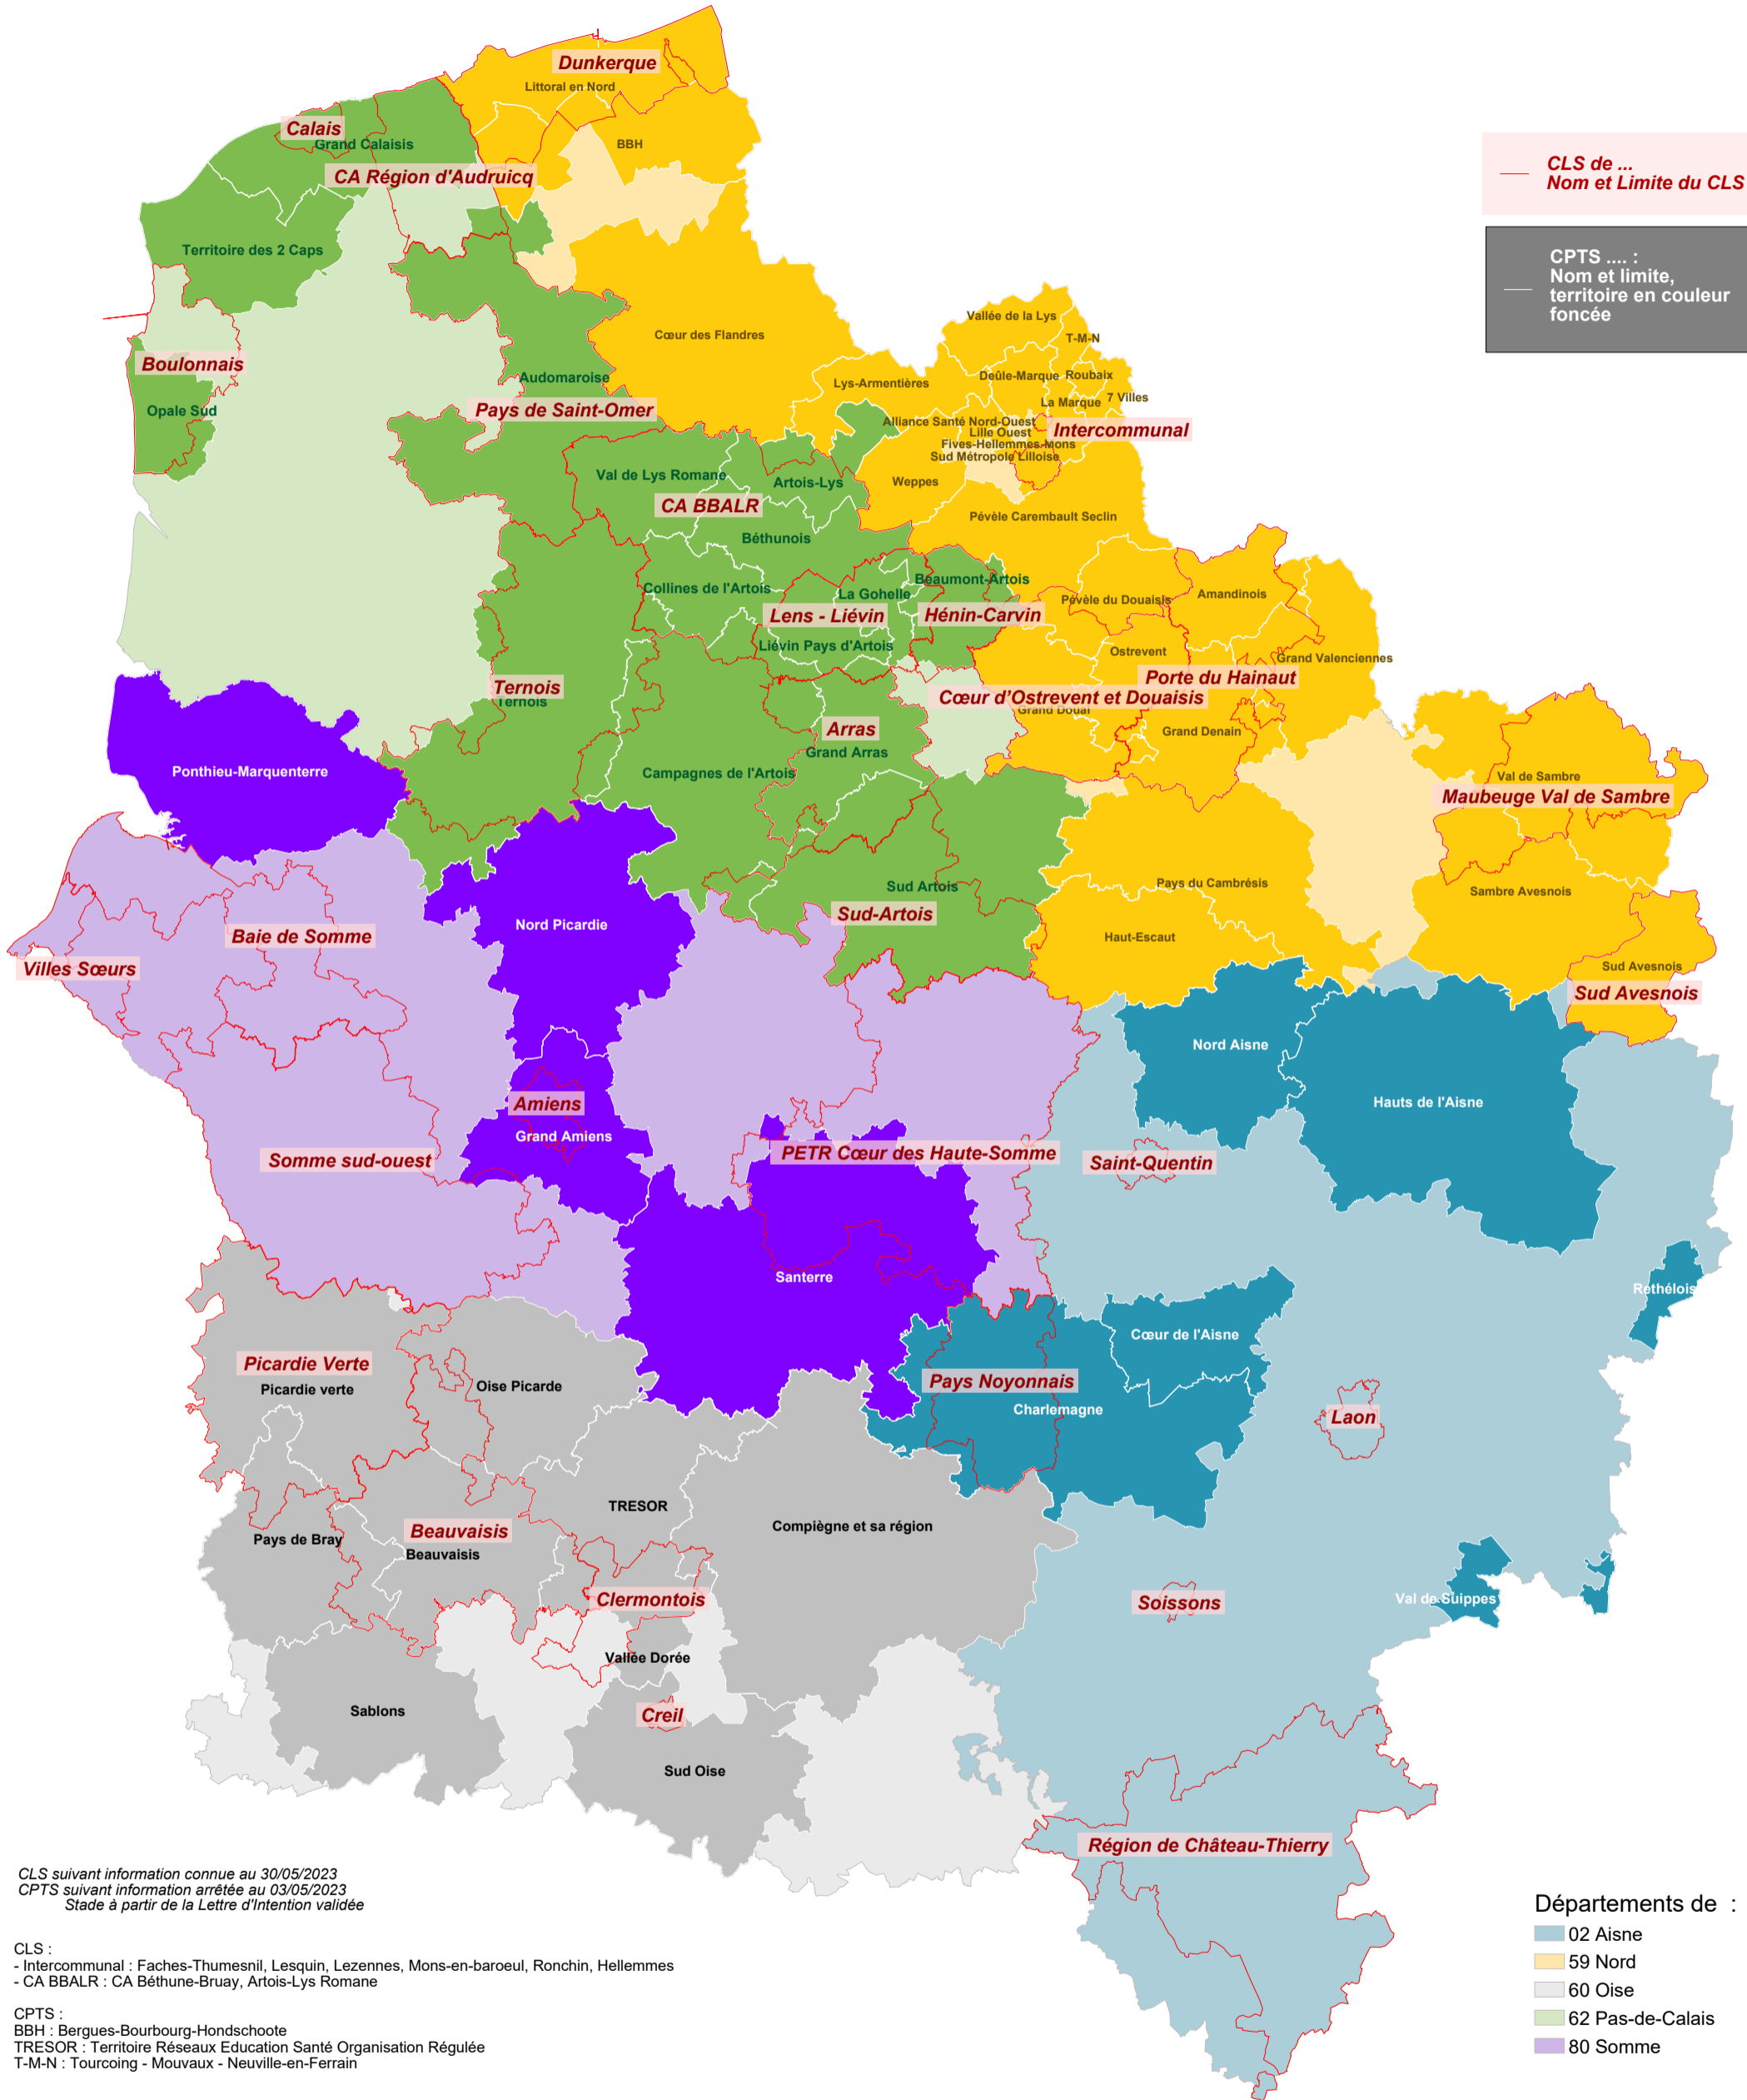 Dunkerque
Littoral en Nord
Calais
Grand Calaisis
BBH
CLS de ...
Nom et Limite du CLS
CA Région d'Audruicq
Territoire des 2 Caps
CPTS .... :
Nom et limite,
territoire en couleur
foncée
Vallée de la Lys
Cœur des Flandres
T-M-N
Boulonnais
Audomaroise
Lys-Armentières
Deûle-Marque
Roubaix
7 Villes
La Marque
Opale Sud
Pays de Saint-Omer
Alliance Santé Nord-Ouest
Lille Ouest
Intercommunal
Fives-Hellemmes-Mons
Sud Métropole Lilloise
Val de Lys Romane
Artois-Lys
Weppes
CA BBALR
Pévèle Carembault Seclin
Béthunois
Collines de l'Artois
La Gohelle
Beaumont-Artois
Pévèle du Douaisis
Amandinois
Lens - Liévin
Hénin-Carvin
Liévin Pays d'Artois
Ostrevent
Grand Valenciennes
Porte du Hainaut
Ternois
Ternois
Cœur d'Ostrevent et Douaisis
Grand Douai
Arras
Grand Arras
Grand Denain
Ponthieu-Marquenterre
Campagnes de l'Artois
Val de Sambre
Maubeuge Val de Sambre
Sud Artois
Pays du Cambrésis
Sambre Avesnois
Sud-Artois
Nord Picardie
Baie de Somme
Haut-Escaut
Villes Sœurs
Sud Avesnois
Sud Avesnois
Nord Aisne
Amiens
Hauts de l'Aisne
Grand Amiens
Somme sud-ouest
PETR Cœur des Haute-Somme
Saint-Quentin
Santerre
Rethélois
Cœur de l'Aisne
Picardie Verte
Picardie verte
Oise Picarde
Pays Noyonnais
Charlemagne
Laon
TRESOR
Compiègne et sa région
Beauvaisis
Pays de Bray
Beauvaisis
Clermontois
Soissons
Val de Suippes
Vallée Dorée
Sablons
Creil
Sud Oise
Région de Château-Thierry
CLS suivant information connue au 30/05/2023
CPTS suivant information arrêtée au 03/05/2023
Stade à partir de la Lettre d'Intention validée
CLS :
- Intercommunal : Faches-Thumesnil, Lesquin, Lezennes, Mons-en-baroeul, Ronchin, Hellemmes
- CA BBALR : CA Béthune-Bruay, Artois-Lys Romane
CPTS :
BBH : Bergues-Bourbourg-Hondschoote
TRESOR : Territoire Réseaux Education Santé Organisation Régulée
T-M-N : Tourcoing - Mouvaux - Neuville-en-Ferrain
Départements de :
02 Aisne
59 Nord
60 Oise
62 Pas-de-Calais
80 Somme